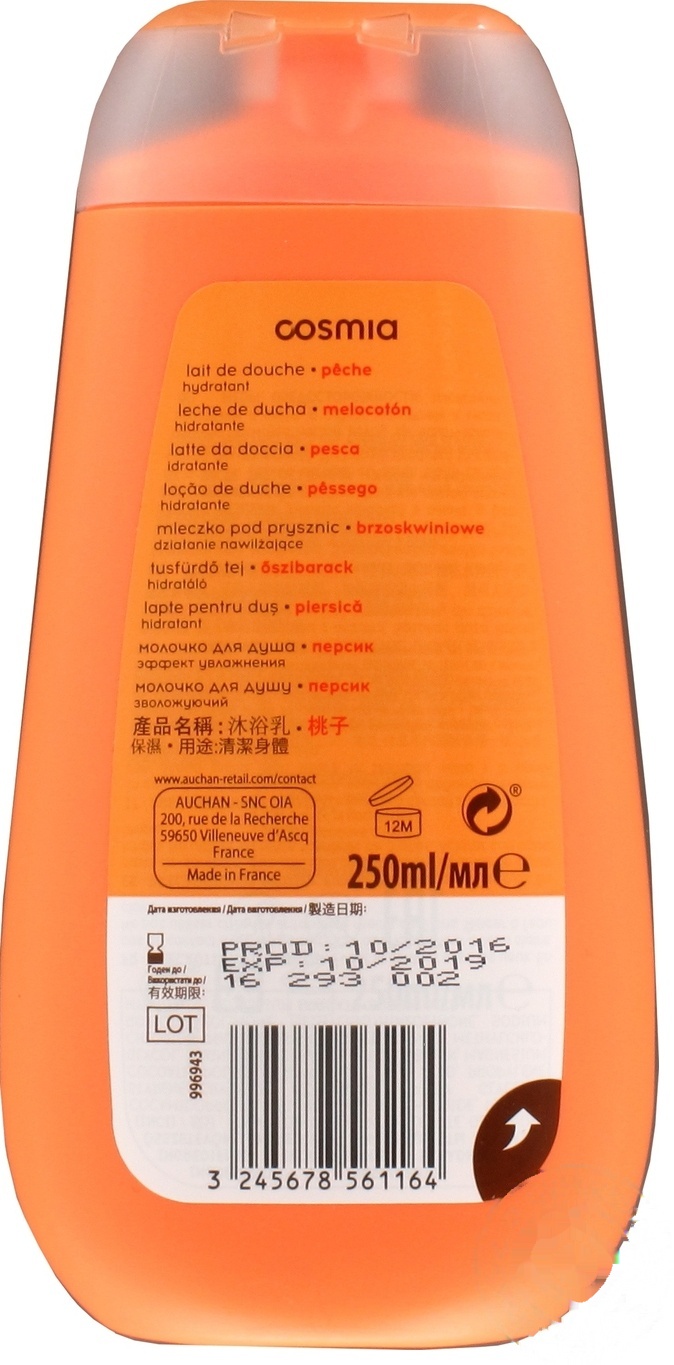 cosmia
lait de douche • pêche
hydratant
leche de ducha • melocotón
hidratante
latte da doccia • pesca
idratante
loção de duche • pêssego
hidratante
mleczko pod prysznic • brzoskwiniowe
działanie nawilżające
tusfürdő tej • őszibarack
hidratáló
lapte pentru duș • piersică
hidratant
молочко для душа • персик
эффект увлажнения
молочко для душу • персик
зволожуючий
產品名稱 : 沐浴乳 • 桃子
保濕 • 用途:清潔身體
www.auchan-retail.com/contact
AUCHAN - SNC OIA
200, rue de la Recherche
59650 Villeneuve d'Ascq
France
Made in France
12M
®
250ml/мл℮
Дата изготовления / Дата виготовлення / 製造日期:
PROD: 10/2016
EXP: 10/2019
16 293 002
Годен до /
Використати до /
有效期限:
LOT
996943
3 245678 561164